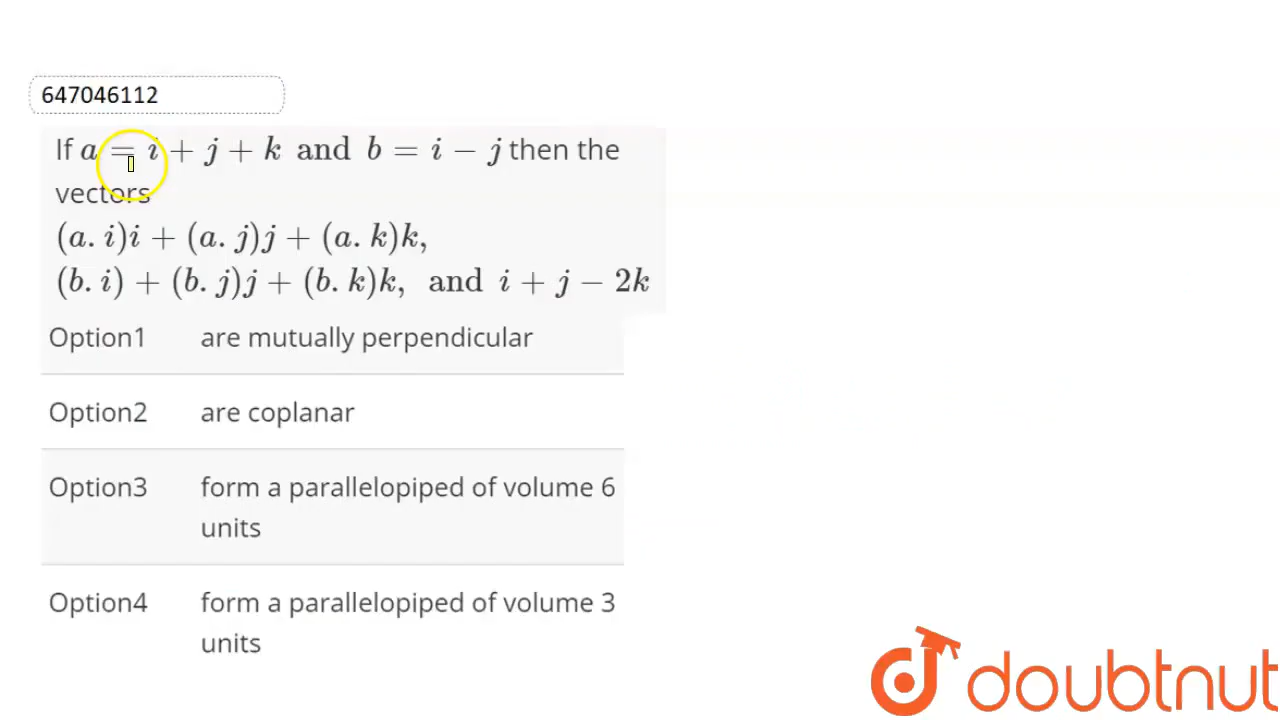 647046112
If a = i + j + k and b = i − j then the
vectors
(a. i)i + (a. j)j + (a. k)k,
(b. i) + (b. j)j + (b. k)k, and i + j − 2k
Option1 are mutually perpendicular
Option2 are coplanar
Option3 form a parallelopiped of volume 6
units
Option4 form a parallelopiped of volume 3
units
doubtnut